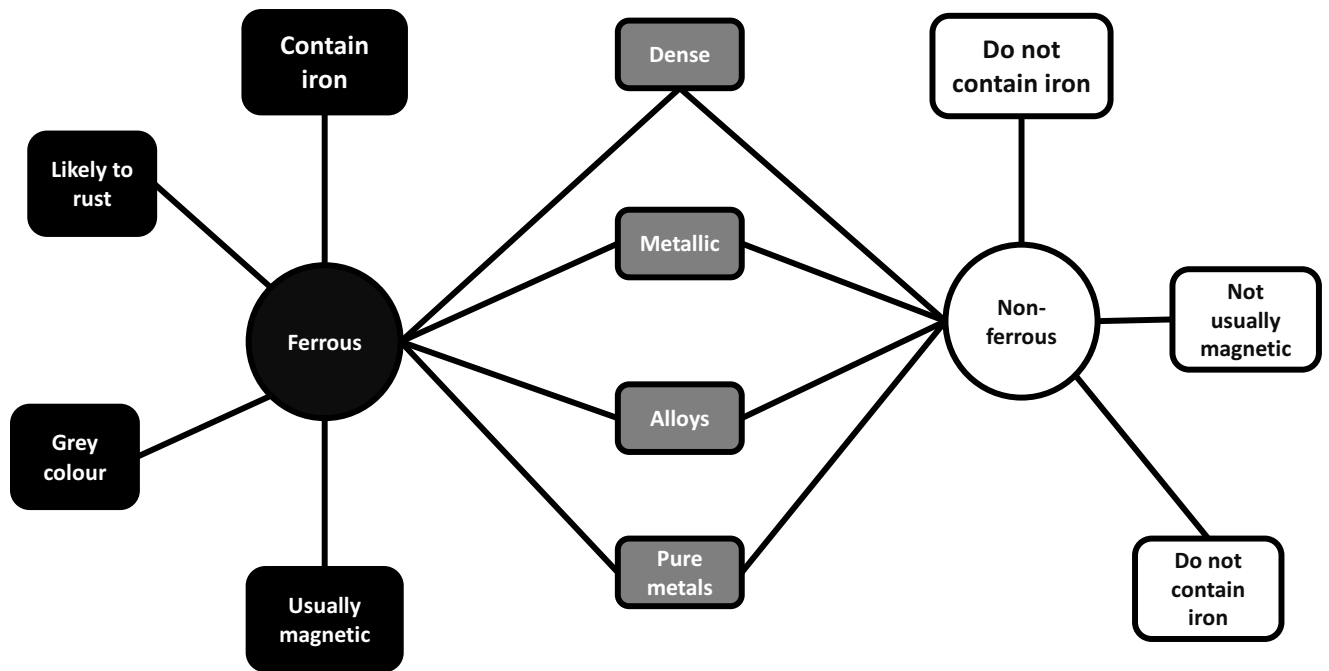 Contain
iron
Dense
Do not
contain iron
Likely to
rust
Metallic
Not
usually
magnetic
Ferrous
Non-
ferrous
Grey
colour
Alloys
Pure
metals
Do not
contain
iron
Usually
magnetic